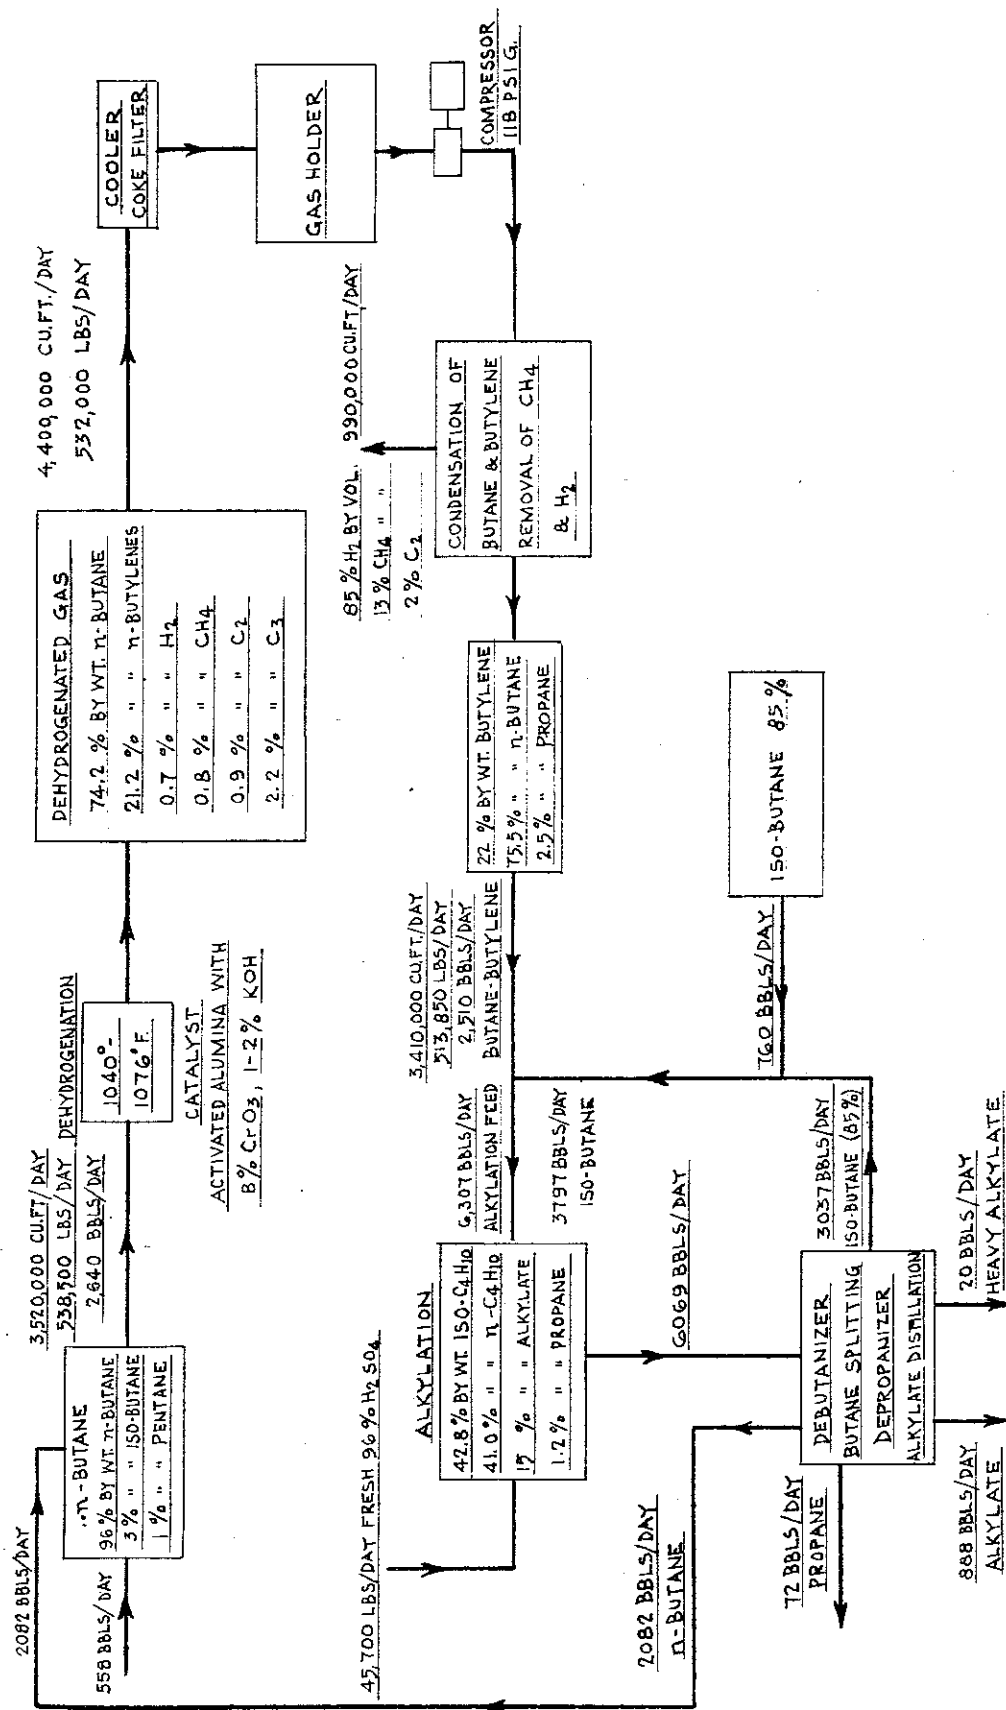 2082 BBLS/DAY
558 BBLS/DAY
n-BUTANE
96% BY WT. n-BUTANE
3% " " ISO-BUTANE
1% " " PENTANE
3,520,000 CU.FT/DAY
538,500 LBS/DAY
2,640 BBLS/DAY
DEHYDROGENATION
1040°-
1076°F.
CATALYST
ACTIVATED ALUMINA WITH
8% CrO3, 1-2% KOH
DEHYDROGENATED GAS
74.2 % BY WT. n-BUTANE
21.2 % " " n-BUTYLENES
0.7 % " " H2
0.8 % " " CH4
0.9 % " " C2
2.2 % " " C3
4,400,000 CU.FT./DAY
532,000 LBS/DAY
COOLER
COKE FILTER
GAS HOLDER
COMPRESSOR
118 PSIG.
45,700 LBS/DAY FRESH 96% H2SO4
ALKYLATION
42.8% BY WT. ISO-C4H10
41.0% " " n-C4H10
15 % " " ALKYLATE
1.2% " " PROPANE
6,307 BBLS/DAY
ALKYLATION FEED
3797 BBLS/DAY
ISO-BUTANE
3,410,000 CU.FT/DAY
513,850 LBS/DAY
2,510 BBLS/DAY
BUTANE-BUTYLENE
22 % BY WT. BUTYLENE
75.5% " " n-BUTANE
2.5% " " PROPANE
85% H2 BY VOL. 990,000 CU.FT/DAY
13% CH4 " "
2% C2
CONDENSATION OF
BUTANE & BUTYLENE
REMOVAL OF CH4
& H2
2082 BBLS/DAY
n-BUTANE
6069 BBLS/DAY
760 BBLS/DAY
ISO-BUTANE 85%
72 BBLS/DAY
PROPANE
DEBUTANIZER
BUTANE SPLITTING
DEPROPANIZER
ALKYLATE DISTILLATION
3037 BBLS/DAY
ISO-BUTANE (85%)
888 BBLS/DAY
ALKYLATE
20 BBLS/DAY
HEAVY ALKYLATE